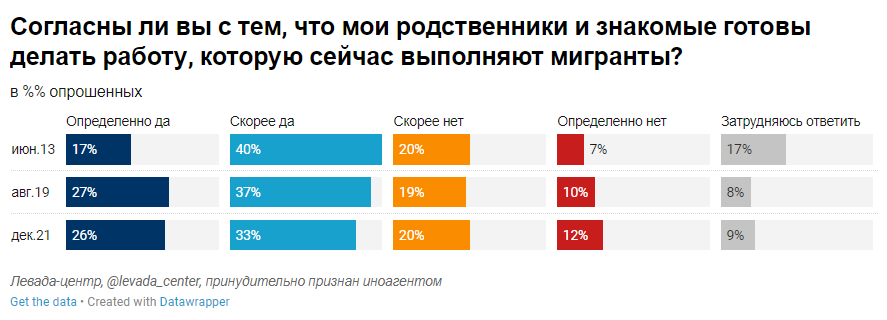 Согласны ли вы с тем, что мои родственники и знакомые готовы
делать работу, которую сейчас выполняют мигранты?
в %% опрошенных
Определенно да Скорее да Скорее нет Определенно нет Затрудняюсь ответить
июн.13 17% 40% 20% 7% 17%
авг.19 27% 37% 19% 10% 8%
дек.21 26% 33% 20% 12% 9%
Левада-центр, @levada_center, принудительно признан иноагентом
Get the data • Created with Datawrapper